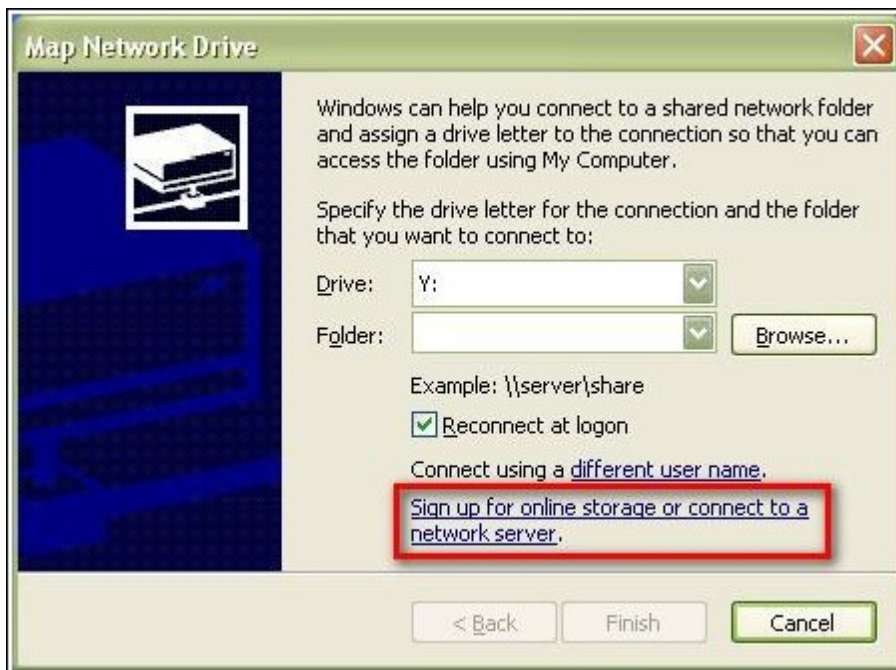 Map Network Drive
Windows can help you connect to a shared network folder
and assign a drive letter to the connection so that you can
access the folder using My Computer.
Specify the drive letter for the connection and the folder
that you want to connect to:
Drive: Y:
Folder: Browse...
Example: \\server\share
Reconnect at logon
Connect using a different user name.
Sign up for online storage or connect to a
network server.
< Back Finish Cancel